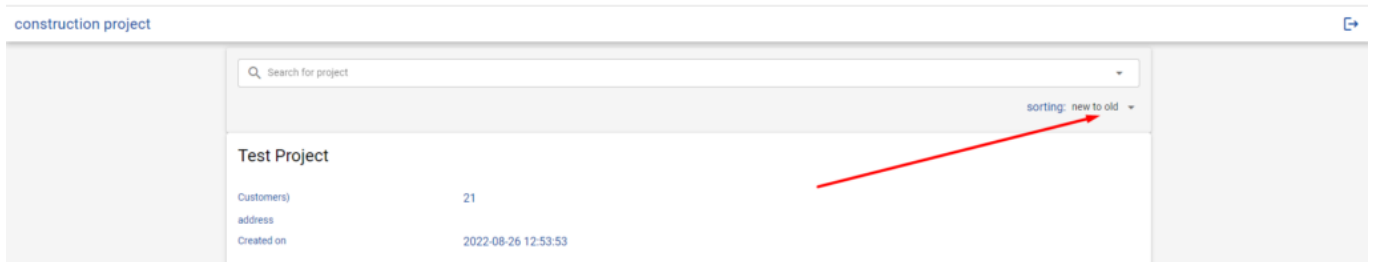 construction project
Search for project
sorting: new to old
Test Project
Customers) 21
address
Created on 2022-08-26 12:53:53